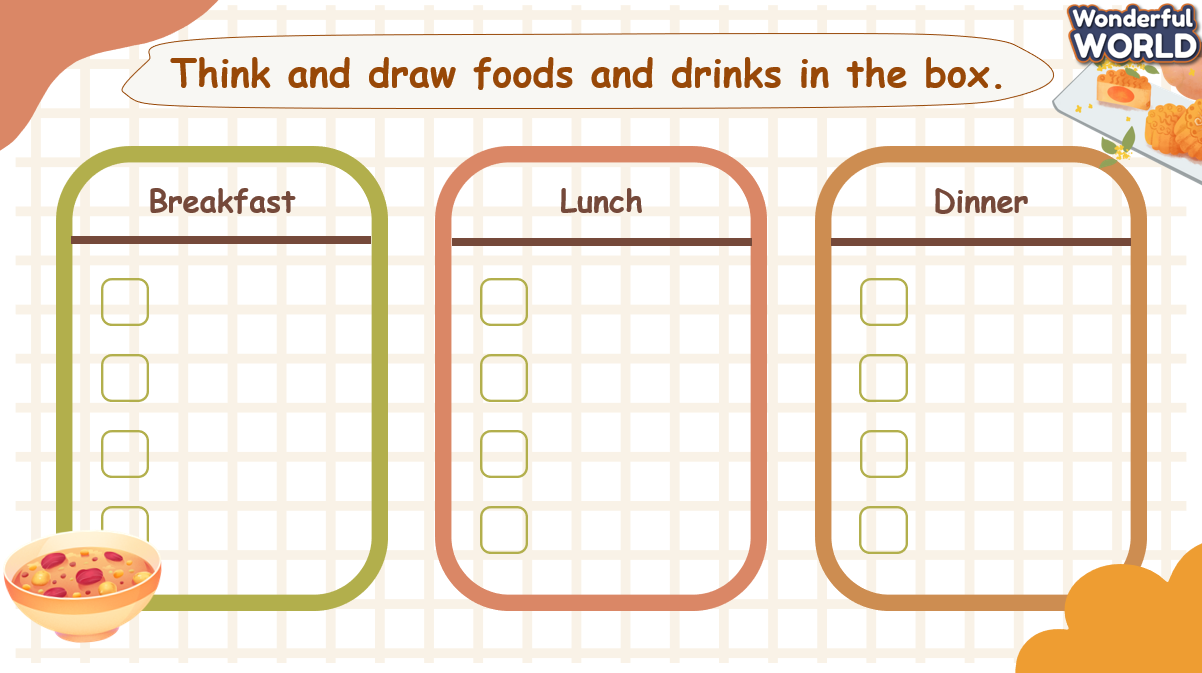 Wonderful
WORLD
Think and draw foods and drinks in the box.
Breakfast
Lunch
Dinner